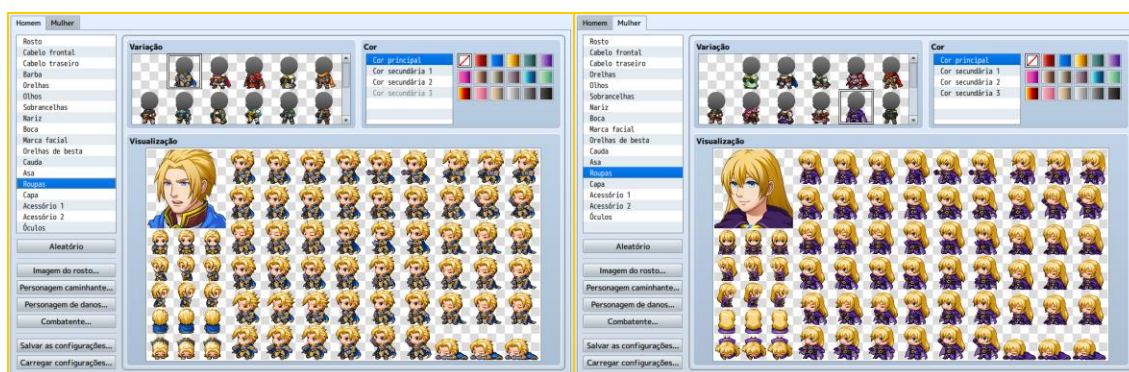 Homem Mulher
Rosto
Cabelo frontal
Cabelo traseiro
Barba
Orelhas
Olhos
Sobrancelhas
Nariz
Boca
Marca facial
Orelhas de besta
Cauda
Asa
Roupas
Capa
Acessório 1
Acessório 2
Óculos
Aleatório
Imagem do rosto...
Personagem caminhante...
Personagem de danos...
Combatente...
Salvar as configurações...
Carregar configurações...
Variação
Cor
Cor principal
Cor secundária 1
Cor secundária 2
Cor secundária 3
Visualização
Homem Mulher
Rosto
Cabelo frontal
Cabelo traseiro
Orelhas
Olhos
Sobrancelhas
Nariz
Boca
Marca facial
Orelhas de besta
Cauda
Asa
Roupas
Capa
Acessório 1
Acessório 2
Óculos
Aleatório
Imagem do rosto...
Personagem caminhante...
Personagem de danos...
Combatente...
Salvar as configurações...
Carregar configurações...
Variação
Cor
Cor principal
Cor secundária 1
Cor secundária 2
Cor secundária 3
Visualização